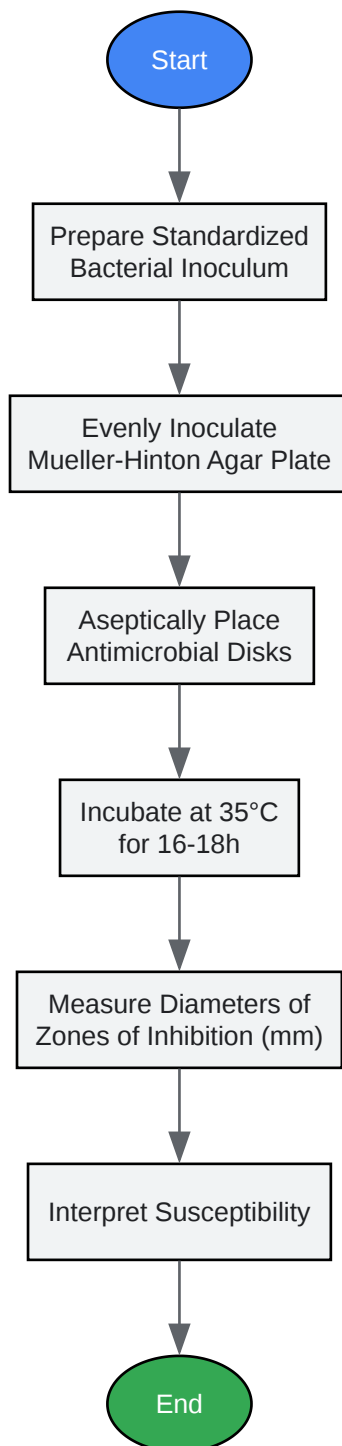 Start
Prepare Standardized
Bacterial Inoculum
Evenly Inoculate
Mueller-Hinton Agar Plate
Aseptically Place
Antimicrobial Disks
Incubate at 35°C
for 16-18h
Measure Diameters of
Zones of Inhibition (mm)
Interpret Susceptibility
End